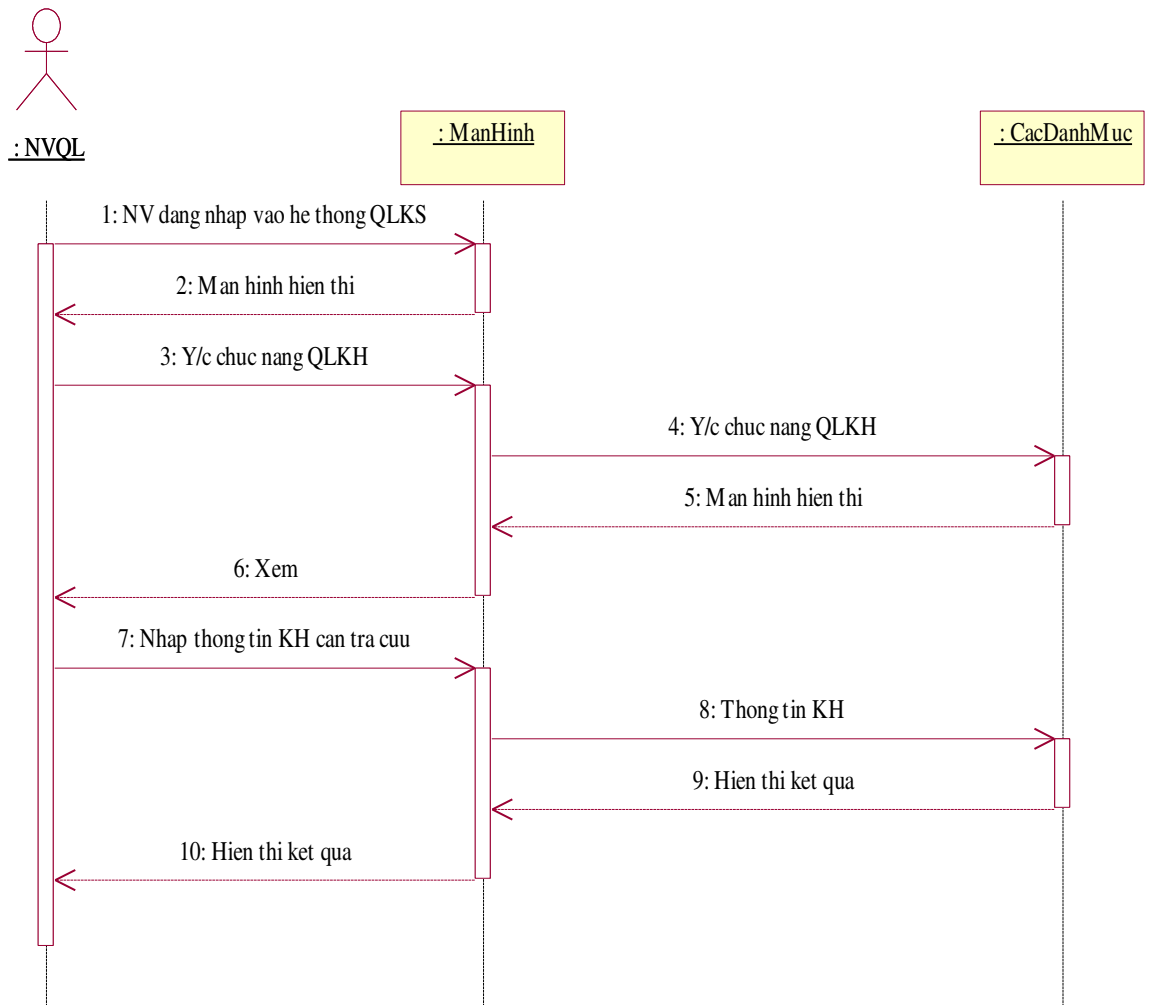 : NVQL
: ManHinh
: CacDanhMuc
1: NV dang nhap vao he thong QLKS
2: Man hinh hien thi
3: Y/c chuc nang QLKH
4: Y/c chuc nang QLKH
5: Man hinh hien thi
6: Xem
7: Nhap thong tin KH can tra cuu
8: Thong tin KH
9: Hien thi ket qua
10: Hien thi ket qua